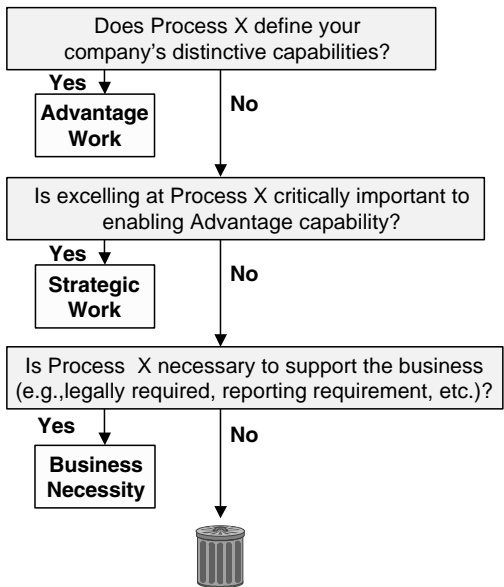 Does Process X define your
company’s distinctive capabilities?
Yes
No
Advantage
Work
Is excelling at Process X critically important to
enabling Advantage capability?
Yes
No
Strategic
Work
Is Process X necessary to support the business
(e.g.,legally required, reporting requirement, etc.)?
Yes
No
Business
Necessity